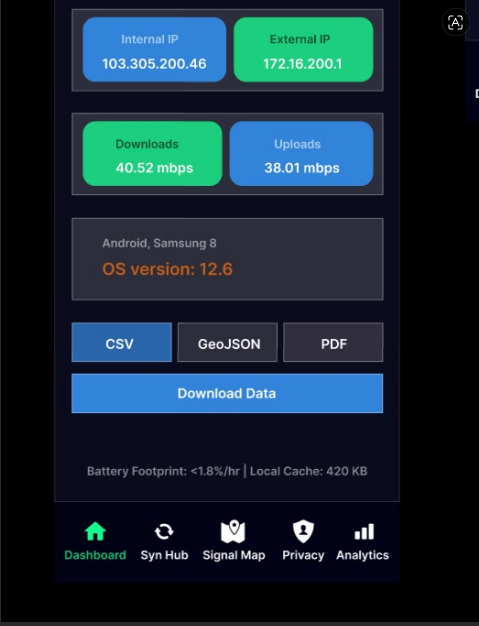 Internal IP
103.305.200.46
External IP
172.16.200.1
Downloads
40.52 mbps
Uploads
38.01 mbps
Android, Samsung 8
OS version: 12.6
CSV
GeoJSON
PDF
Download Data
Battery Footprint: <1.8%/hr | Local Cache: 420 KB
Dashboard
Syn Hub
Signal Map
Privacy
Analytics